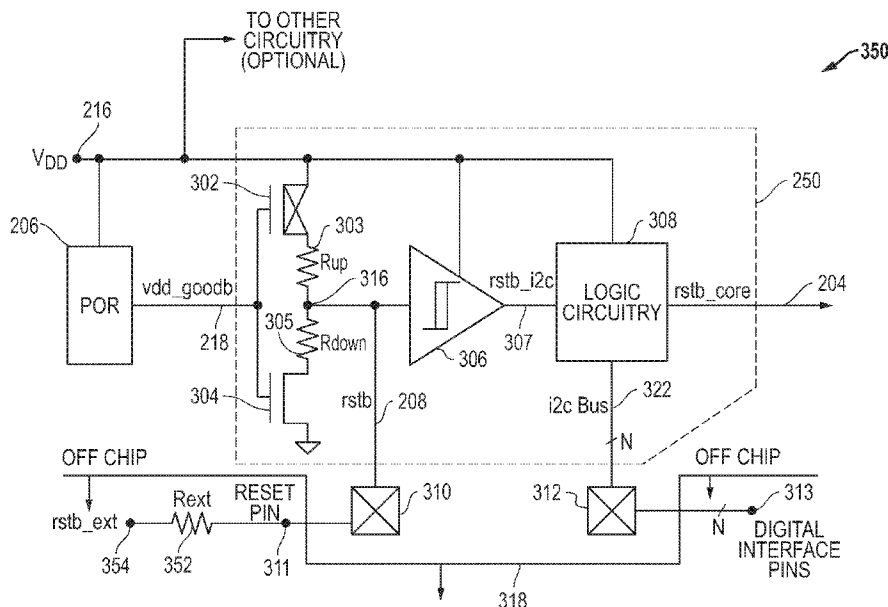 TO OTHER
CIRCUITRY
(OPTIONAL)
350
216
VDD
302
250
206
303
308
Rup
POR
vdd_goodb
316
rstb_i2c
LOGIC
CIRCUITRY
rstb_core
204
218
305
Rdown
306
307
304
rstb
208
i2c Bus
322
N
OFF CHIP
OFF CHIP
Rext
RESET
PIN
310
312
313
rstb_ext
N
DIGITAL
INTERFACE
PINS
354
352
311
318